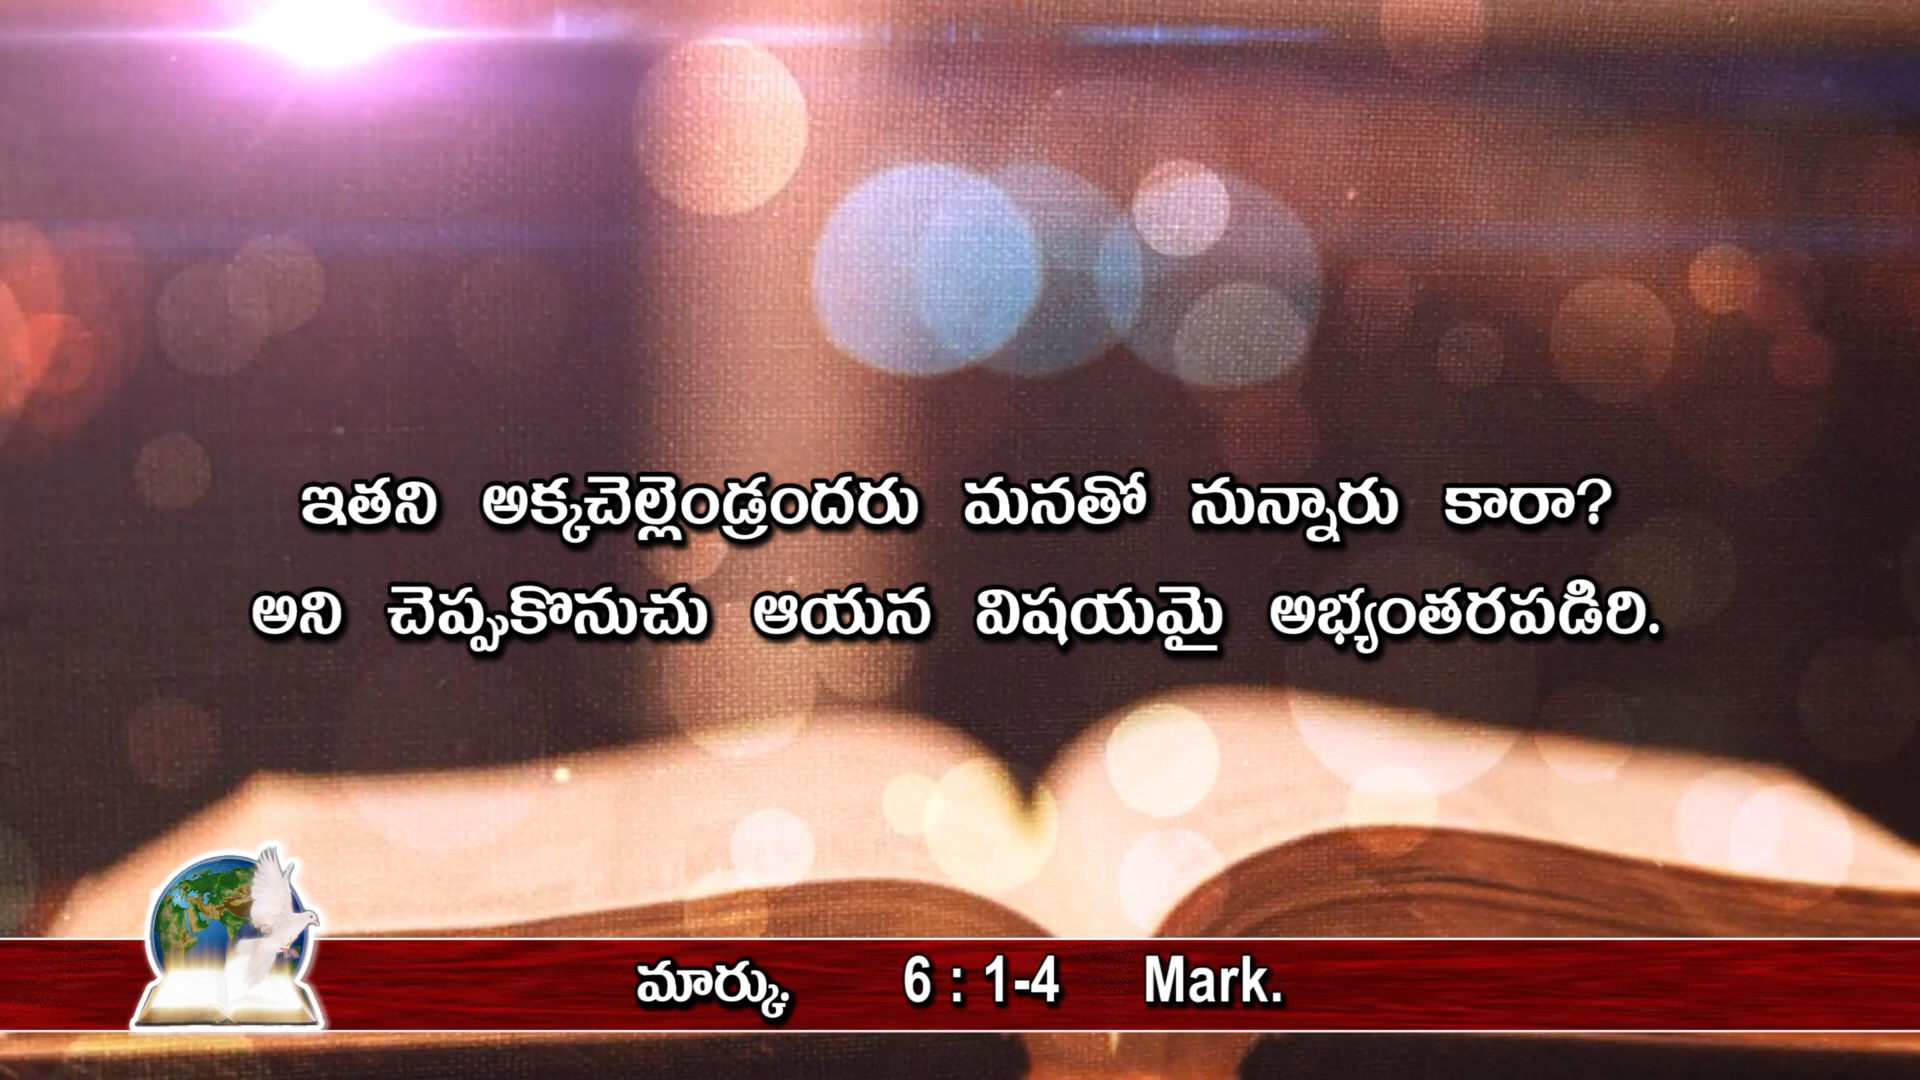 ఇతని అక్కచెల్లెండ్రందరు మనతో నున్నారు కారా?
అని చెప్పుకొనుచు ఆయన విషయమై అభ్యంతరపడిరి.
మార్కు. 6 : 1-4 Mark.